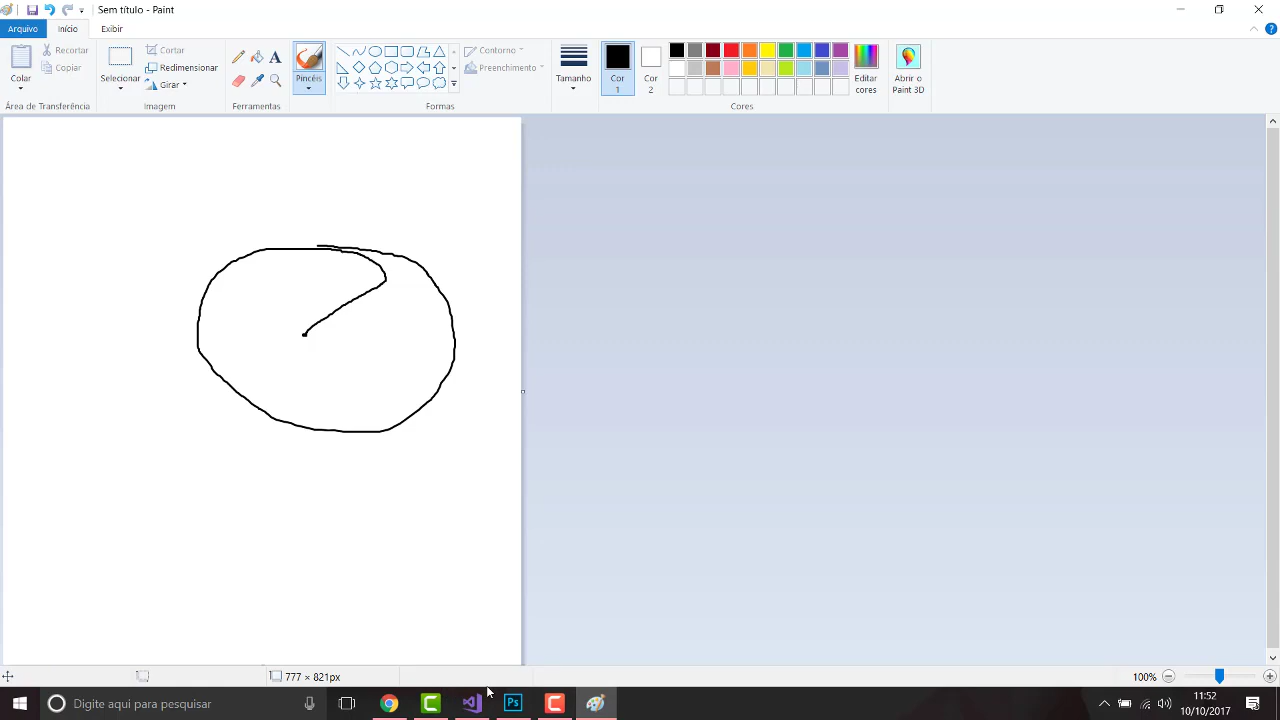 Sem título - Paint
Arquivo Início Exibir
Colar
Recortar
Copiar
Área de Transferência
Selecionar
Cortar
Redimensionar
Girar
Imagem
A
Ferramentas
Pincéis
Contorno
Preenchimento
Formas
Tamanho
Cor 1
Cor 2
Editar cores
Cores
Abrir o Paint 3D
777 × 821px
100%
Digite aqui para pesquisar
Ps
11:52
10/10/2017